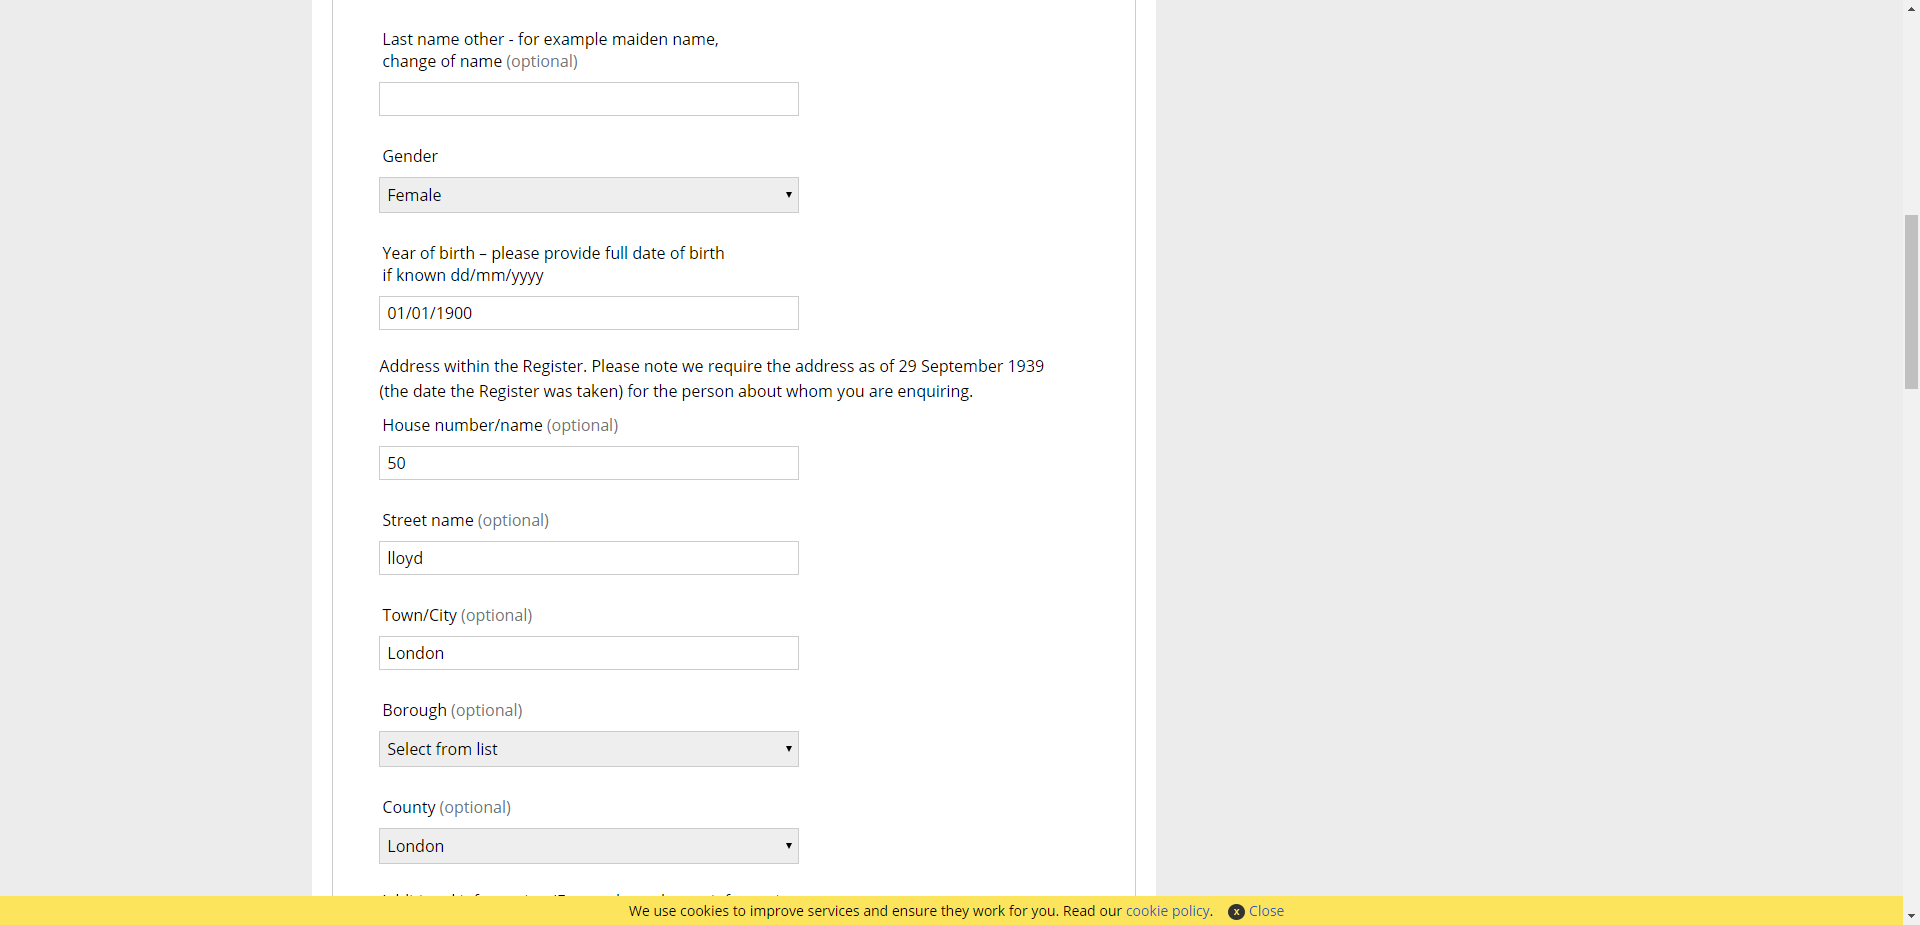 Last name other - for example maiden name,
change of name (optional)
Gender
Female
Year of birth – please provide full date of birth
if known dd/mm/yyyy
01/01/1900
Address within the Register. Please note we require the address as of 29 September 1939
(the date the Register was taken) for the person about whom you are enquiring.
House number/name (optional)
50
Street name (optional)
lloyd
Town/City (optional)
London
Borough (optional)
Select from list
County (optional)
London
We use cookies to improve services and ensure they work for you. Read our cookie policy. x Close